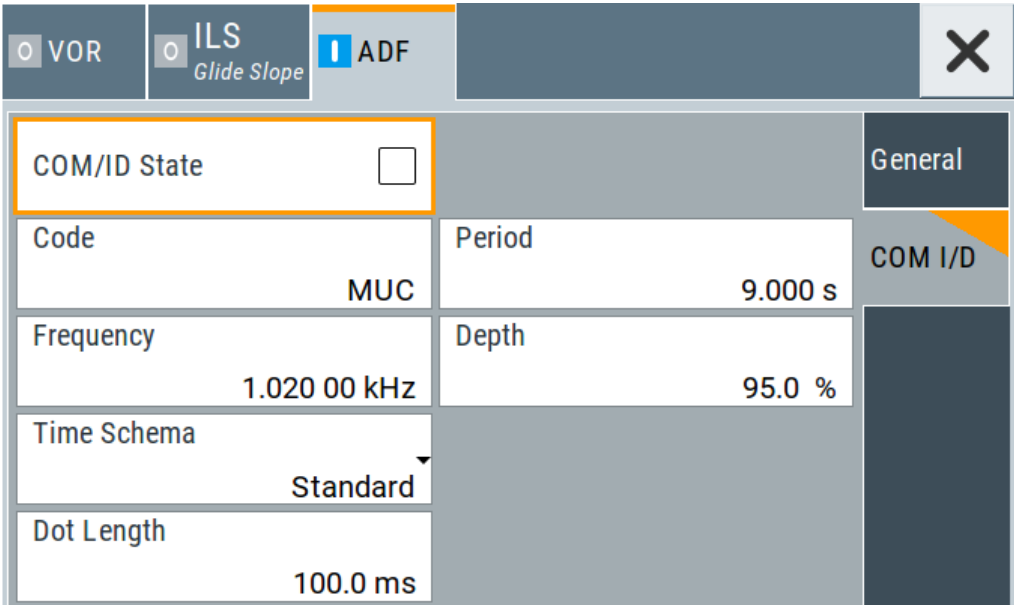 O VOR
O ILS
Glide Slope
I ADF
COM/ID State
General
Code
MUC
Period
9.000 s
COM I/D
Frequency
1.020 00 kHz
Depth
95.0 %
Time Schema
Standard
Dot Length
100.0 ms